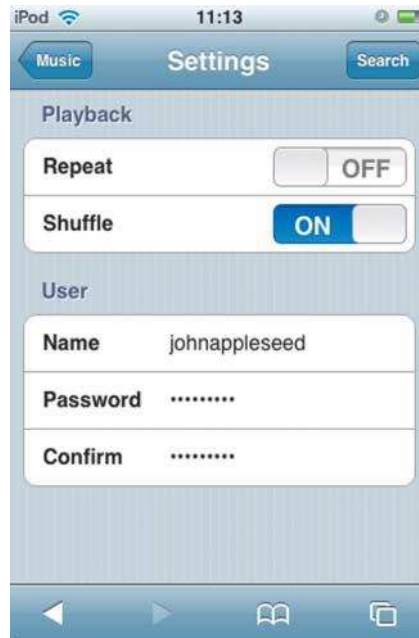 iPod 11:13
Music Settings Search
Playback
Repeat OFF
Shuffle ON
User
Name johnappleseed
Password •••••••••
Confirm •••••••••